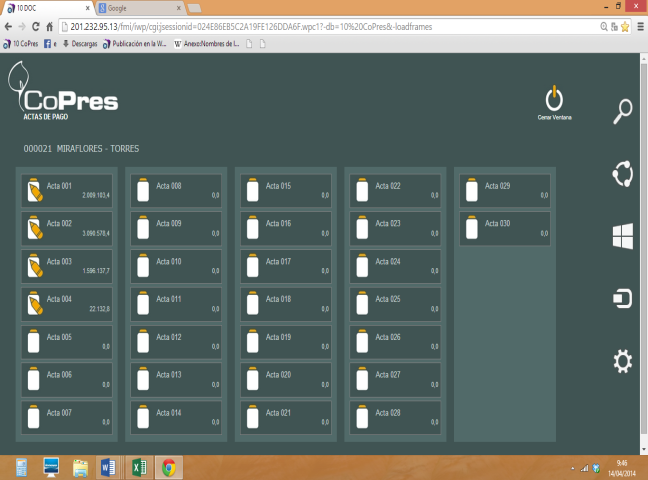 10 DOC
Google
201.232.95.13/fmi/iwp/cgi;jsessionid=024E86EB5C2A19FE126DDA6F.wpc1?-db=10%20CoPres&-loadframes
10 CoPres
e
Descargas
Publicación en la W...
W Anexo:Nombres de l...
CoPres
ACTAS DE PAGO
Cerrar Ventana
000021 MIRAFLORES - TORRES
Acta 001
2.009.103,4
Acta 002
3.090.578,4
Acta 003
1.596.137,7
Acta 004
22.132,8
Acta 005
0,0
Acta 006
0,0
Acta 007
0,0
Acta 008
0,0
Acta 009
0,0
Acta 010
0,0
Acta 011
0,0
Acta 012
0,0
Acta 013
0,0
Acta 014
0,0
Acta 015
0,0
Acta 016
0,0
Acta 017
0,0
Acta 018
0,0
Acta 019
0,0
Acta 020
0,0
Acta 021
0,0
Acta 022
0,0
Acta 023
0,0
Acta 024
0,0
Acta 025
0,0
Acta 026
0,0
Acta 027
0,0
Acta 028
0,0
Acta 029
0,0
Acta 030
0,0
9:46
14/04/2014